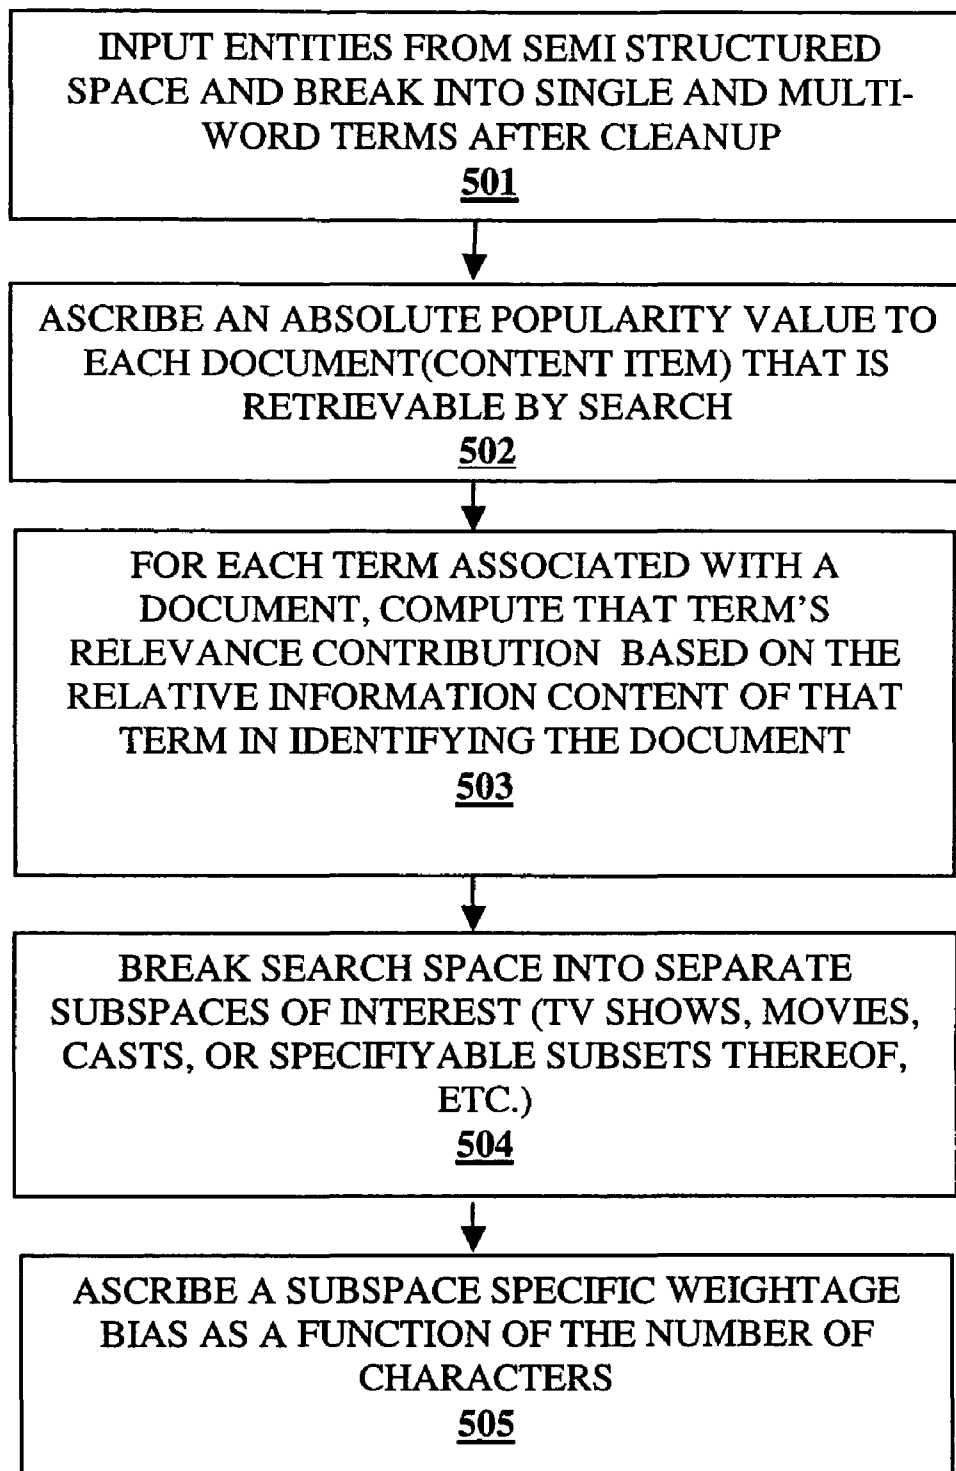 INPUT ENTITIES FROM SEMI STRUCTURED
SPACE AND BREAK INTO SINGLE AND MULTI-
WORD TERMS AFTER CLEANUP
501
ASCRIBE AN ABSOLUTE POPULARITY VALUE TO
EACH DOCUMENT(CONTENT ITEM) THAT IS
RETRIEVABLE BY SEARCH
502
FOR EACH TERM ASSOCIATED WITH A
DOCUMENT, COMPUTE THAT TERM'S
RELEVANCE CONTRIBUTION BASED ON THE
RELATIVE INFORMATION CONTENT OF THAT
TERM IN IDENTIFYING THE DOCUMENT
503
BREAK SEARCH SPACE INTO SEPARATE
SUBSPACES OF INTEREST (TV SHOWS, MOVIES,
CASTS, OR SPECIFIYABLE SUBSETS THEREOF,
ETC.)
504
ASCRIBE A SUBSPACE SPECIFIC WEIGHTAGE
BIAS AS A FUNCTION OF THE NUMBER OF
CHARACTERS
505